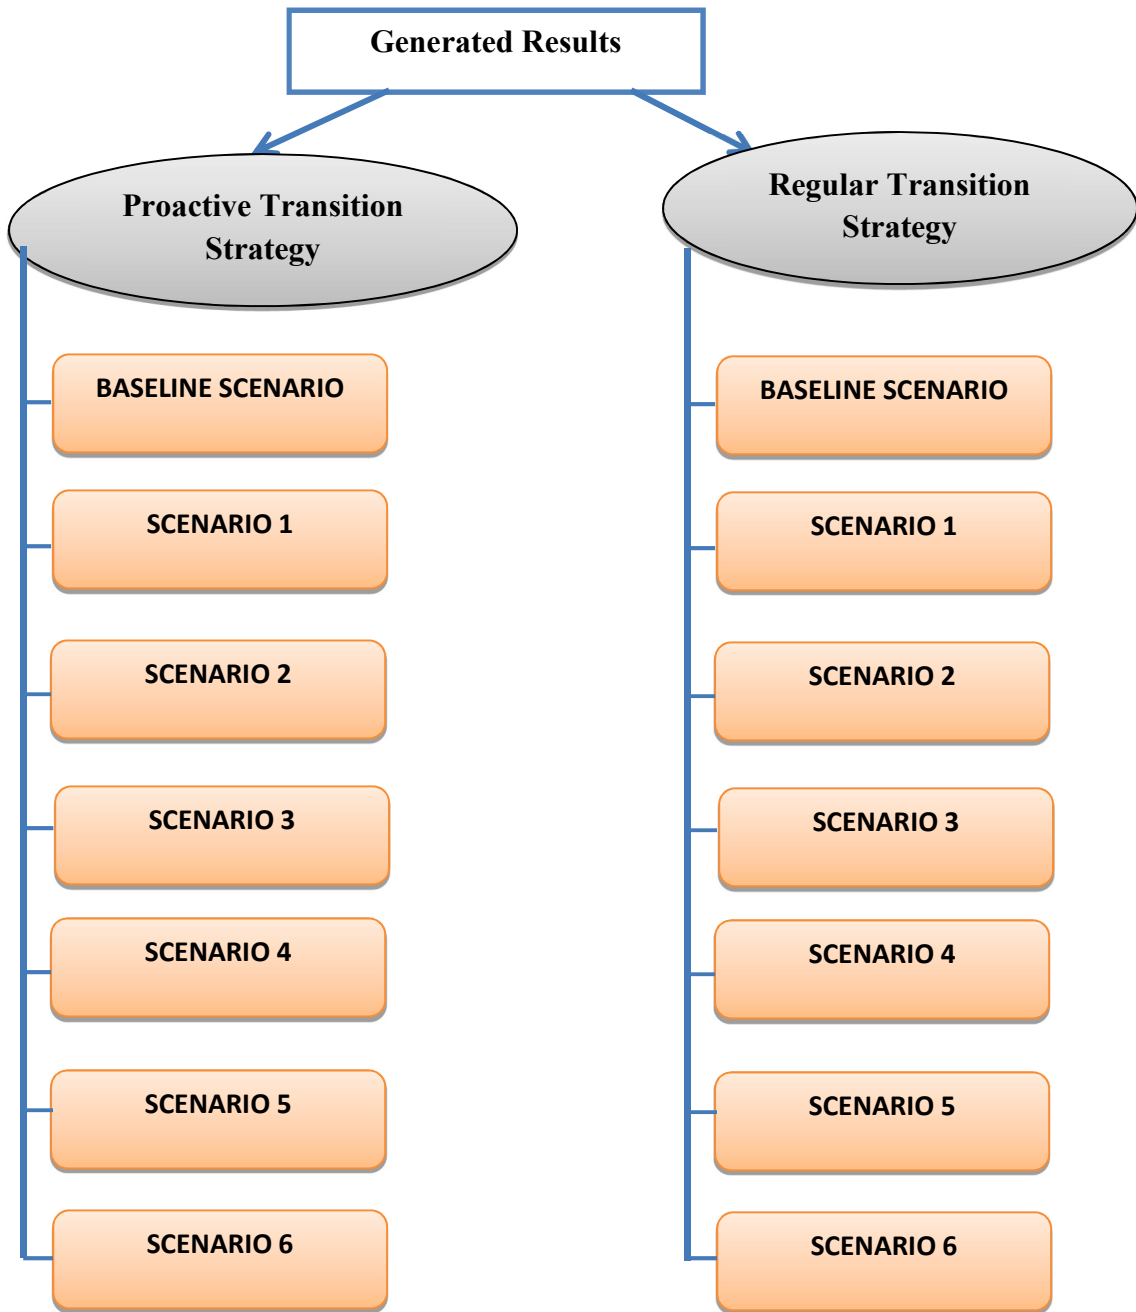 Generated Results
Proactive Transition
Strategy
Regular Transition
Strategy
BASELINE SCENARIO
SCENARIO 1
SCENARIO 2
SCENARIO 3
SCENARIO 4
SCENARIO 5
SCENARIO 6
BASELINE SCENARIO
SCENARIO 1
SCENARIO 2
SCENARIO 3
SCENARIO 4
SCENARIO 5
SCENARIO 6